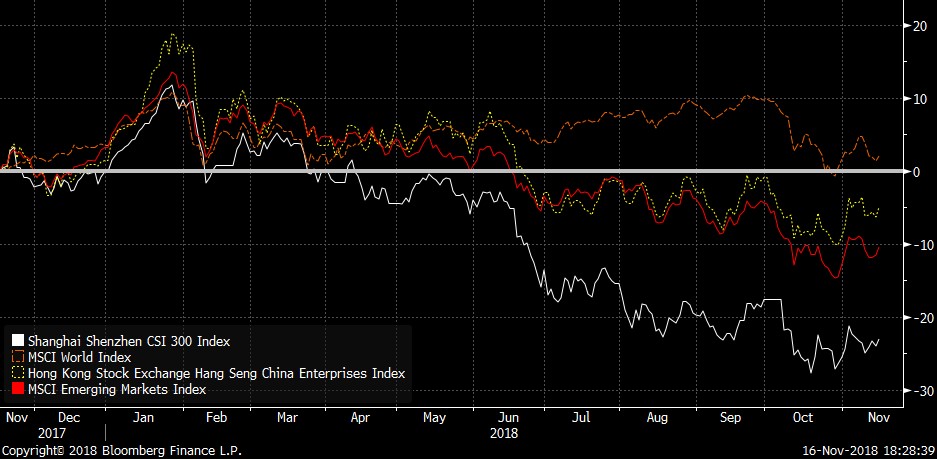 20
10
0
-10
-20
-30
Shanghai Shenzhen CSI 300 Index
MSCI World Index
Hong Kong Stock Exchange Hang Seng China Enterprises Index
MSCI Emerging Markets Index
Nov Dec Jan Feb Mar Apr May Jun Jul Aug Sep Oct Nov
2017 2018
Copyright© 2018 Bloomberg Finance L.P. 16-Nov-2018 18:28:39